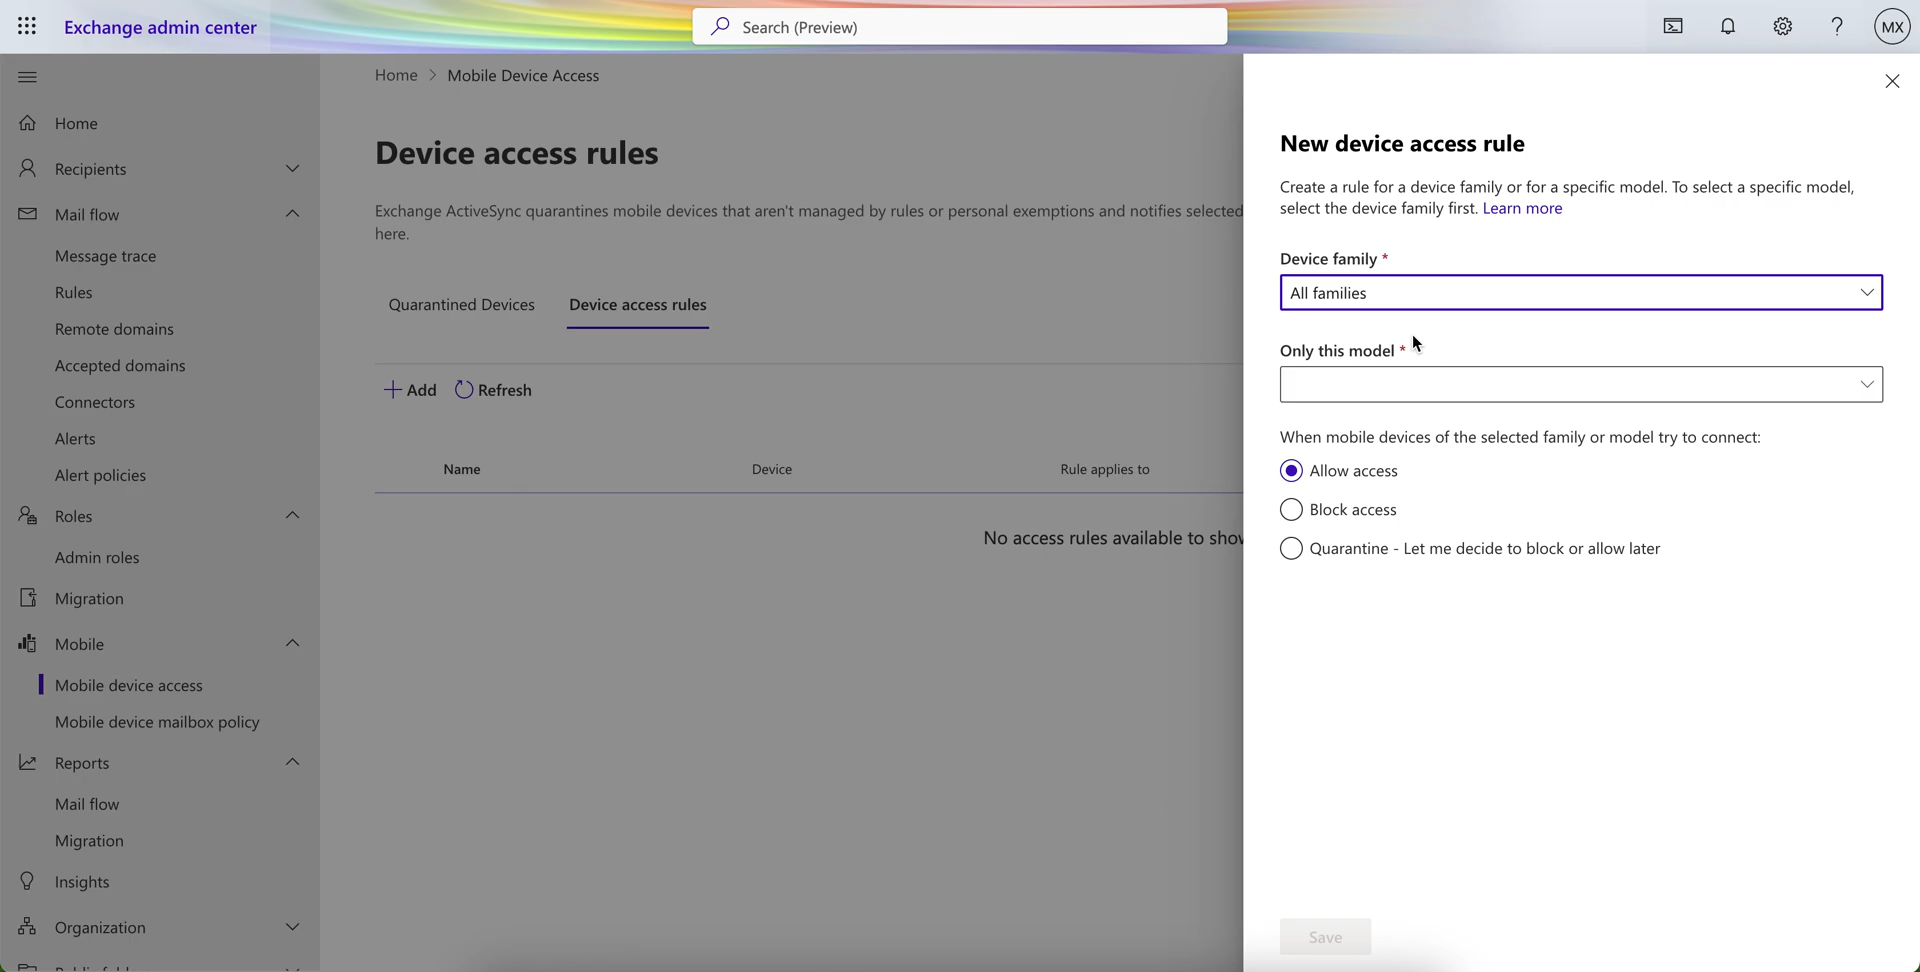 Exchange admin center
Search (Preview)
MX
Home
Recipients
Mail flow
Message trace
Rules
Remote domains
Accepted domains
Connectors
Alerts
Alert policies
Roles
Admin roles
Migration
Mobile
Mobile device access
Mobile device mailbox policy
Reports
Mail flow
Migration
Insights
Organization
Home > Mobile Device Access
Device access rules
Exchange ActiveSync quarantines mobile devices that aren't managed by rules or personal exemptions and notifies selected
here.
Quarantined Devices Device access rules
Add Refresh
Name Device Rule applies to
No access rules available to show
New device access rule
Create a rule for a device family or for a specific model. To select a specific model,
select the device family first. Learn more
Device family *
All families
Only this model *
When mobile devices of the selected family or model try to connect:
Allow access
Block access
Quarantine - Let me decide to block or allow later
Save